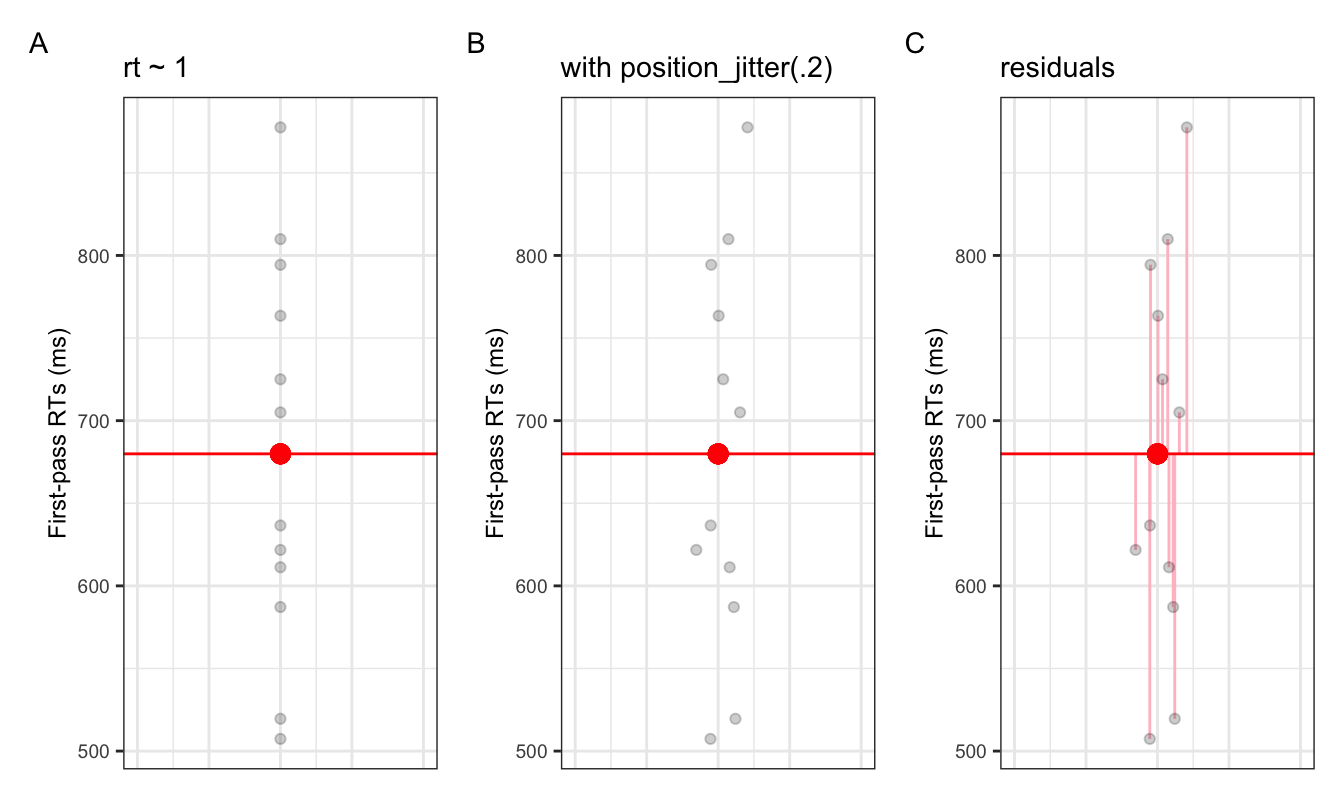 A
rt ~ 1
First-pass RTs (ms)
800
700
600
500
B
with position_jitter(.2)
First-pass RTs (ms)
800
700
600
500
C
residuals
First-pass RTs (ms)
800
700
600
500